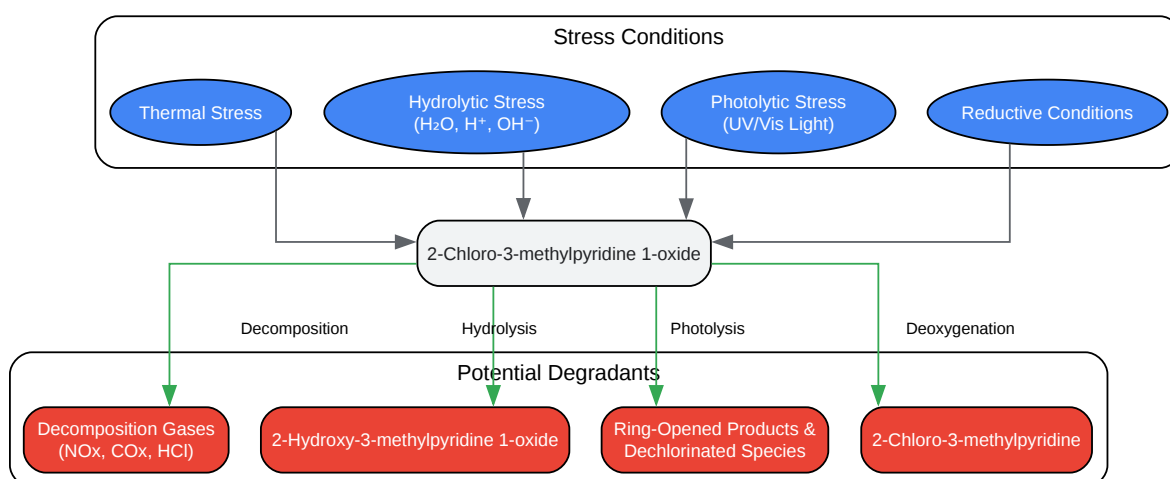 Stress Conditions
Thermal Stress
Hydrolytic Stress
(H₂O, H⁺, OH⁻)
Photolytic Stress
(UV/Vis Light)
Reductive Conditions
2-Chloro-3-methylpyridine 1-oxide
Decomposition
Hydrolysis
Photolysis
Deoxygenation
Potential Degradants
Decomposition Gases
(NOx, COx, HCl)
2-Hydroxy-3-methylpyridine 1-oxide
Ring-Opened Products &
Dechlorinated Species
2-Chloro-3-methylpyridine